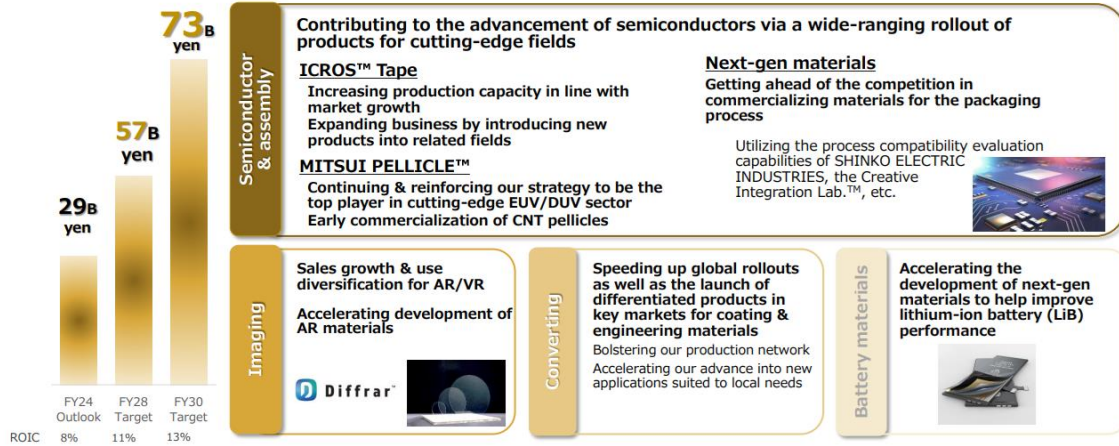 73B
yen
57B
yen
29B
yen
FY24
Outlook
FY28
Target
FY30
Target
ROIC 8% 11% 13%
Semiconductor
& assembly
Contributing to the advancement of semiconductors via a wide-ranging rollout of
products for cutting-edge fields
ICROS™ Tape
Increasing production capacity in line with
market growth
Expanding business by introducing new
products into related fields
MITSUI PELLICLE™
Continuing & reinforcing our strategy to be the
top player in cutting-edge EUV/DUV sector
Early commercialization of CNT pellicles
Next-gen materials
Getting ahead of the competition in
commercializing materials for the packaging
process
Utilizing the process compatibility evaluation
capabilities of SHINKO ELECTRIC
INDUSTRIES, the Creative
Integration Lab.™, etc.
Imaging
Sales growth & use
diversification for AR/VR
Accelerating development of
AR materials
Diffrar™
Converting
Speeding up global rollouts
as well as the launch of
differentiated products in
key markets for coating &
engineering materials
Bolstering our production network
Accelerating our advance into new
applications suited to local needs
Battery materials
Accelerating the
development of next-gen
materials to help improve
lithium-ion battery (LiB)
performance